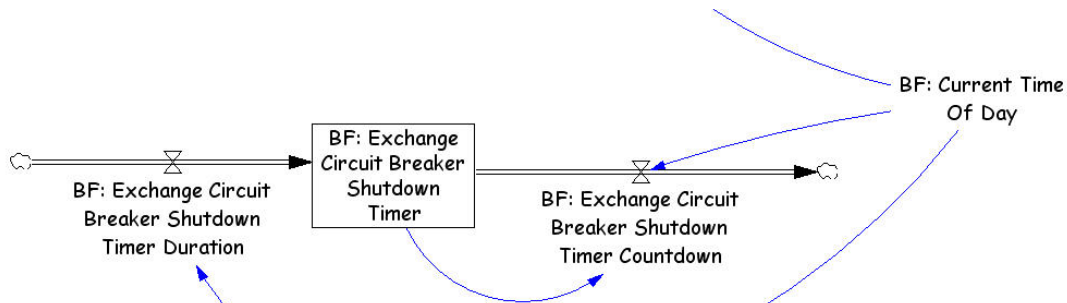 BF: Current Time
Of Day
BF: Exchange
Circuit Breaker
Shutdown
Timer
BF: Exchange Circuit
Breaker Shutdown
Timer Duration
BF: Exchange Circuit
Breaker Shutdown
Timer Countdown